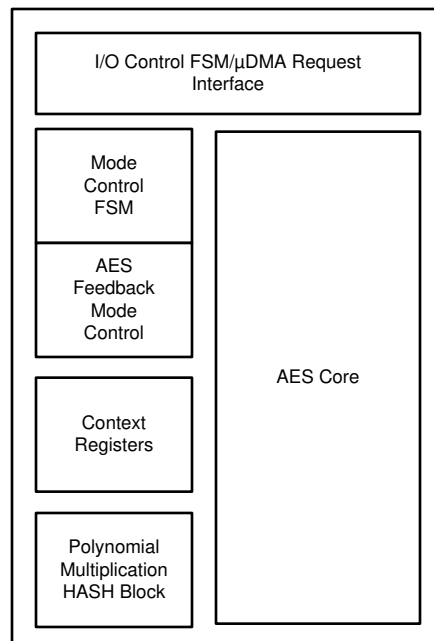 I/O Control FSM/µDMA Request
Interface
Mode
Control
FSM
AES
Feedback
Mode
Control
AES Core
Context
Registers
Polynomial
Multiplication
HASH Block